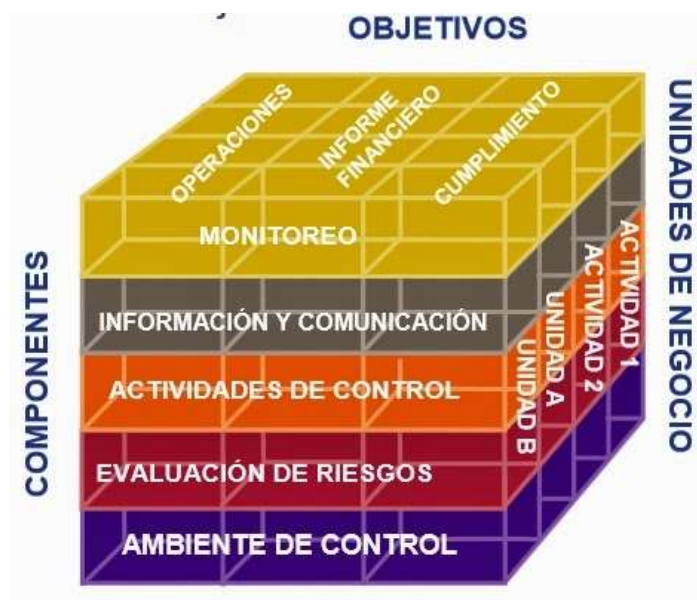 OBJETIVOS
OPERACIONES
INFORME
FINANCIERO
CUMPLIMIENTO
COMPONENTES
MONITOREO
INFORMACIÓN Y COMUNICACIÓN
ACTIVIDADES DE CONTROL
EVALUACIÓN DE RIESGOS
AMBIENTE DE CONTROL
UNIDAD B
UNIDAD A
ACTIVIDAD 2
ACTIVIDAD 1
UNIDADES DE NEGOCIO